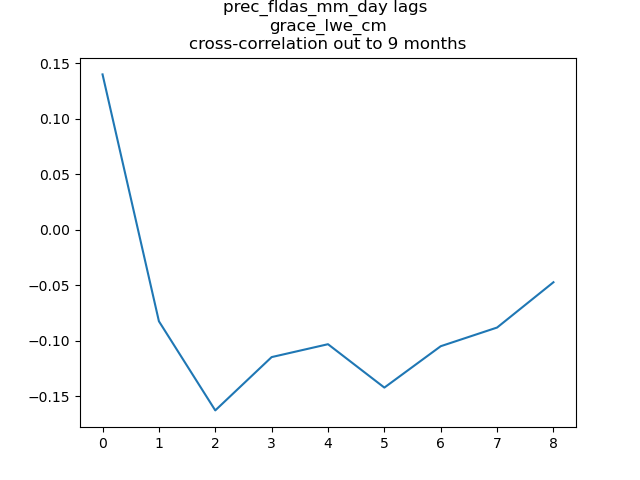 prec_fldas_mm_day lags
grace_lwe_cm
cross-correlation out to 9 months
0.15
0.10
0.05
0.00
−0.05
−0.10
−0.15
0 1 2 3 4 5 6 7 8